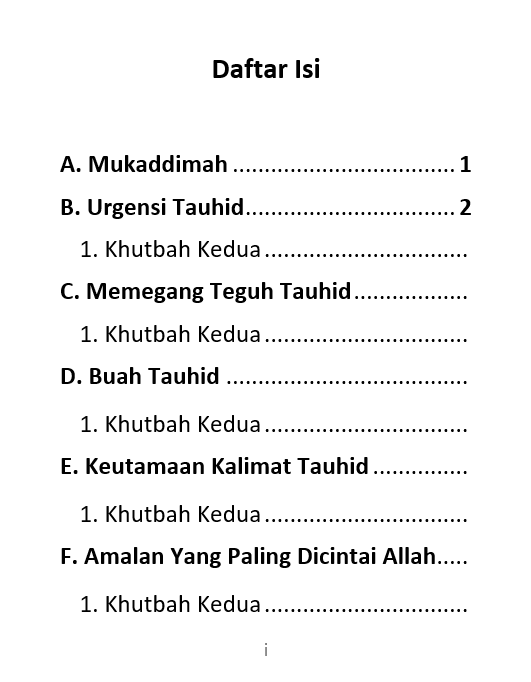 Daftar Isi
A. Mukaddimah .................................. 1
B. Urgensi Tauhid................................ 2
1. Khutbah Kedua................................
C. Memegang Teguh Tauhid..................
1. Khutbah Kedua................................
D. Buah Tauhid ......................................
1. Khutbah Kedua................................
E. Keutamaan Kalimat Tauhid...............
1. Khutbah Kedua................................
F. Amalan Yang Paling Dicintai Allah.....
1. Khutbah Kedua................................
i